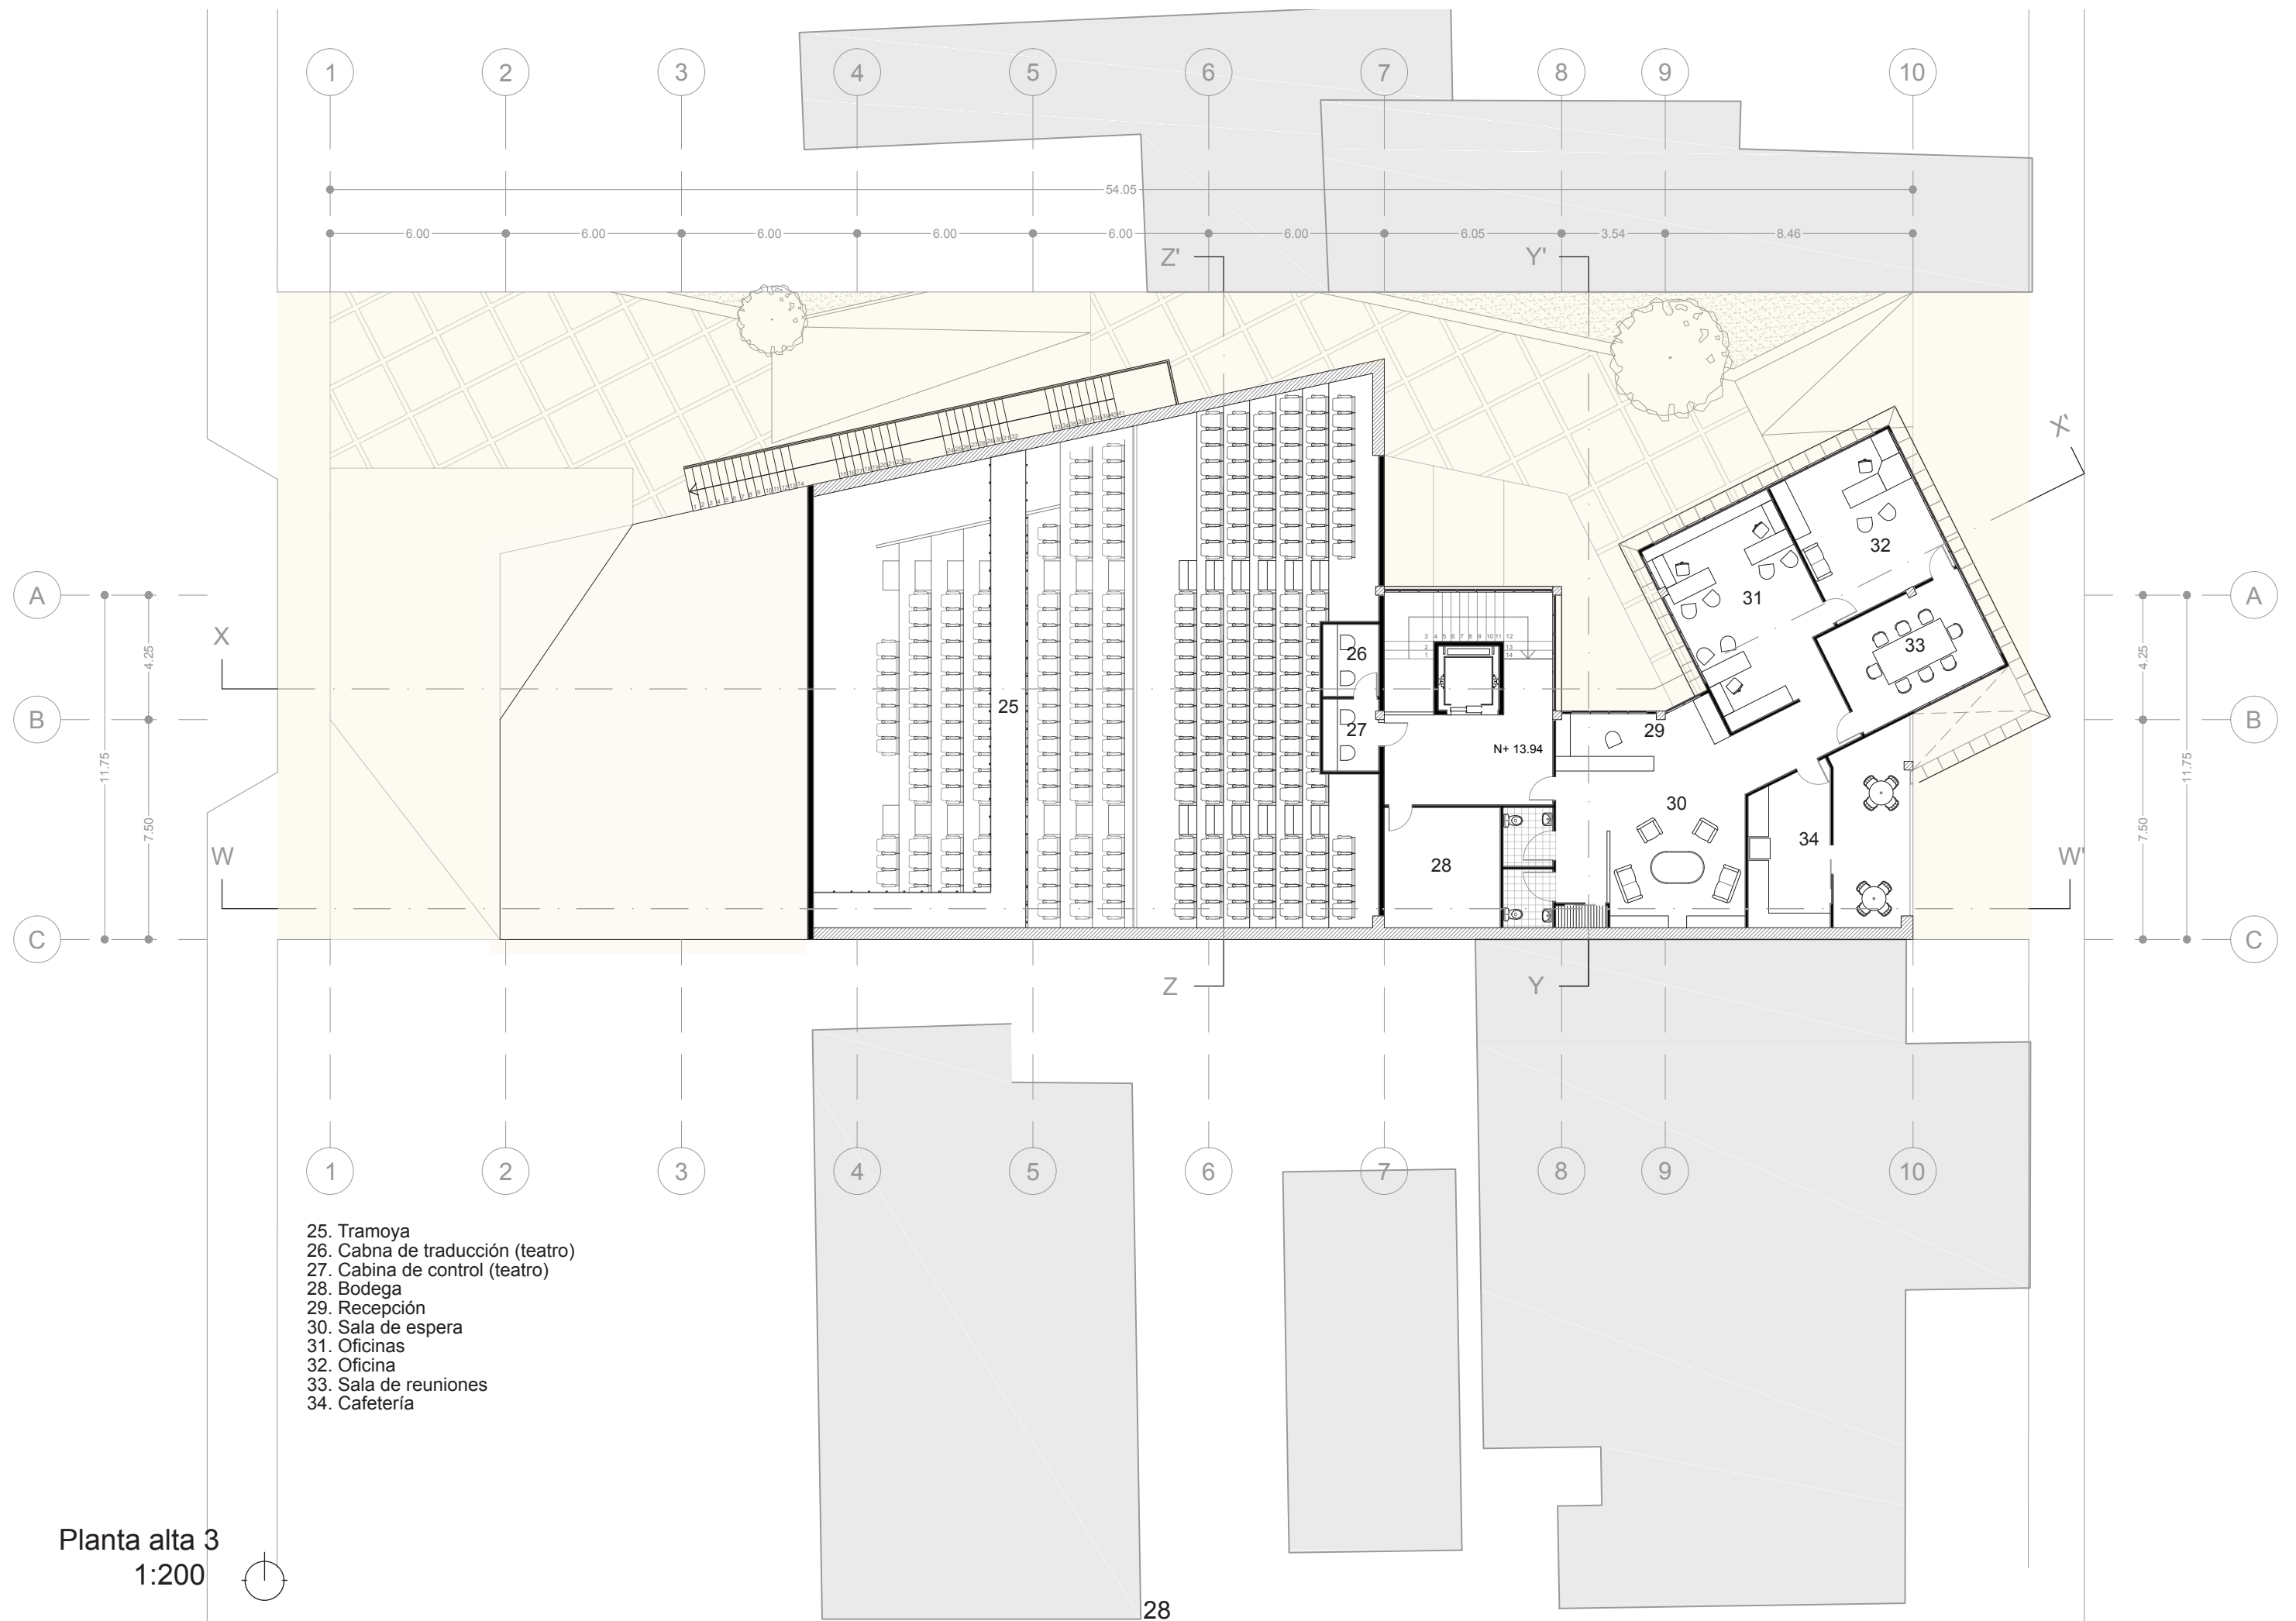 1 2 3 4 5 6 7 8 9 10
54.05
6.00 6.00 6.00 6.00 6.00 6.00 6.05 3.54 8.46
Z' Y'
X'
32
A A
31
X
4.25 26 33 4.25
25
B 27 29 B
N+ 13.94
11.75 11.75
30
7.50 34 7.50
W W'
28
C C
Z Y
1 2 3 4 5 6 7 8 9 10
25. Tramoya
26. Cabna de traducción (teatro)
27. Cabina de control (teatro)
28. Bodega
29. Recepción
30. Sala de espera
31. Oficinas
32. Oficina
33. Sala de reuniones
34. Cafetería
Planta alta 3
1:200
28